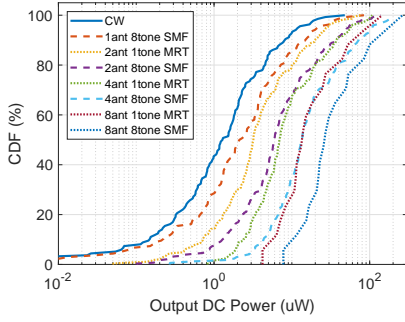 100
80
60
40
20
0
CDF (%)
CW
1ant 8tone SMF
2ant 1tone MRT
2ant 8tone SMF
4ant 1tone MRT
4ant 8tone SMF
8ant 1tone MRT
8ant 8tone SMF
10^-2 10^0 10^2
Output DC Power (uW)